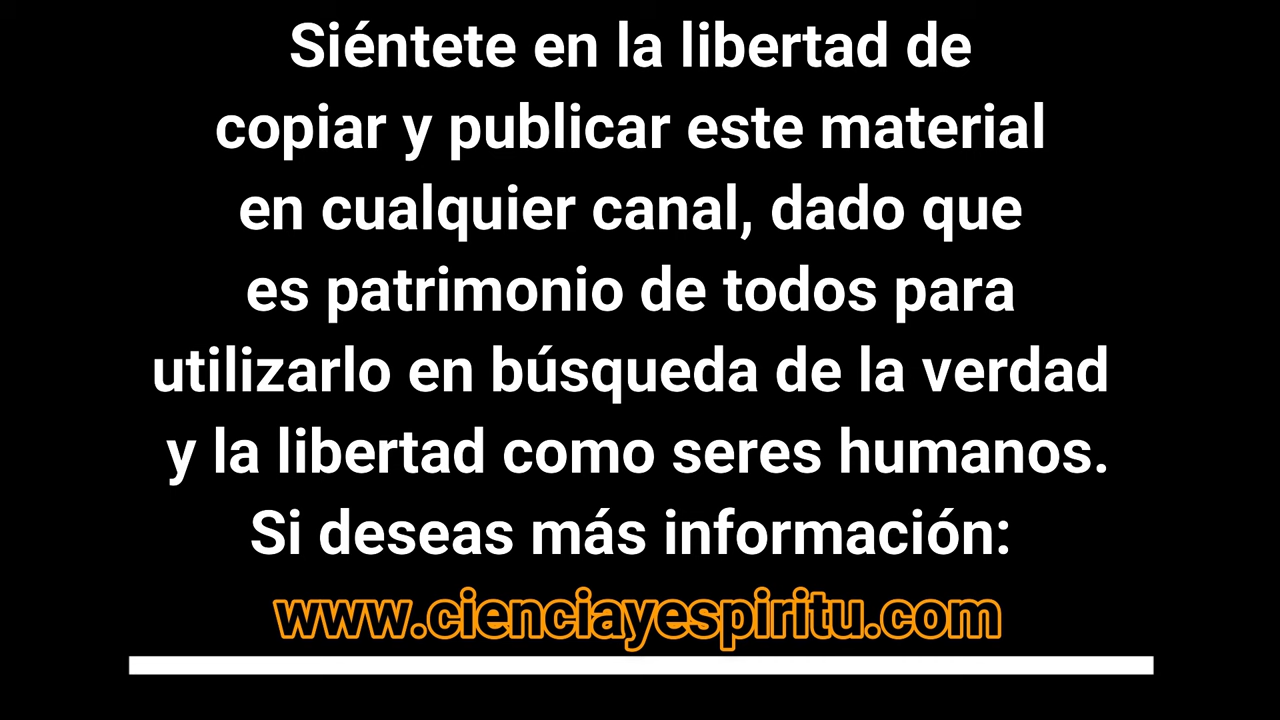 Siéntete en la libertad de
copiar y publicar este material
en cualquier canal, dado que
es patrimonio de todos para
utilizarlo en búsqueda de la verdad
y la libertad como seres humanos.
Si deseas más información:
www.cienciayespiritu.com